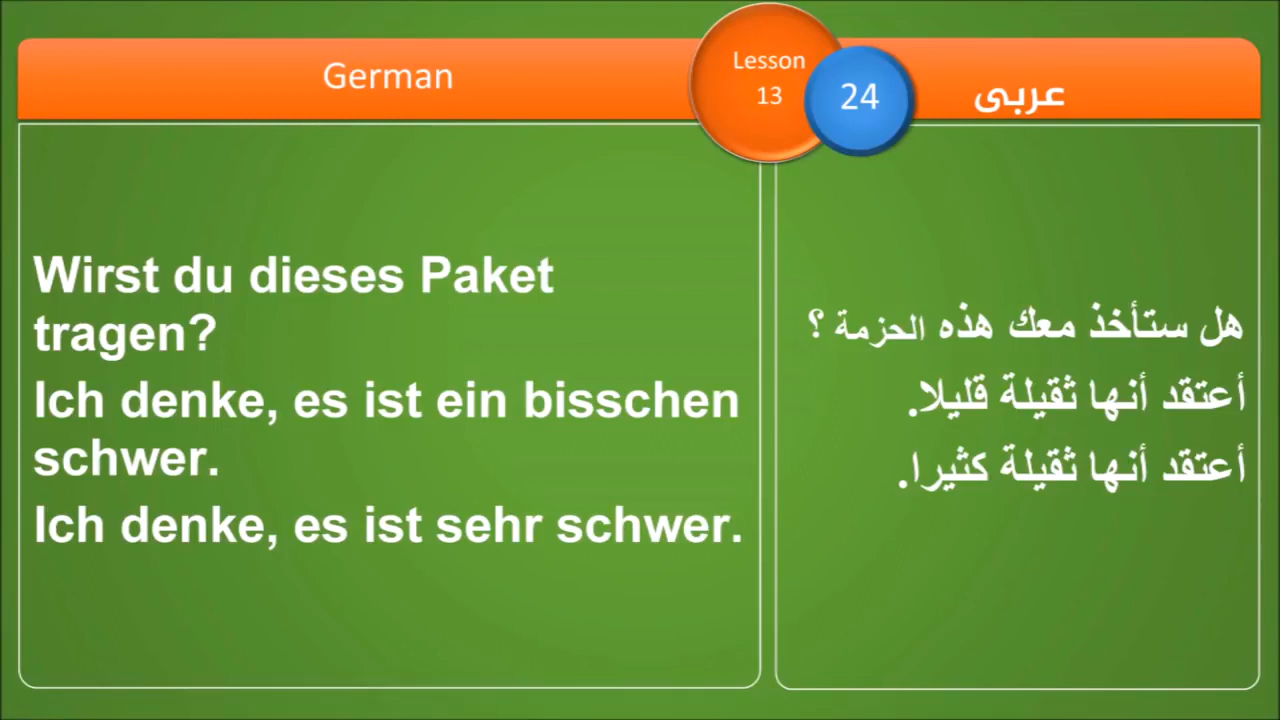 German
Lesson
13
24
عربى
Wirst du dieses Paket
tragen?
Ich denke, es ist ein bisschen
schwer.
Ich denke, es ist sehr schwer.
هل ستأخذ معك هذه الحزمة ؟
أعتقد أنها ثقيلة قليلا.
أعتقد أنها ثقيلة كثيرا.